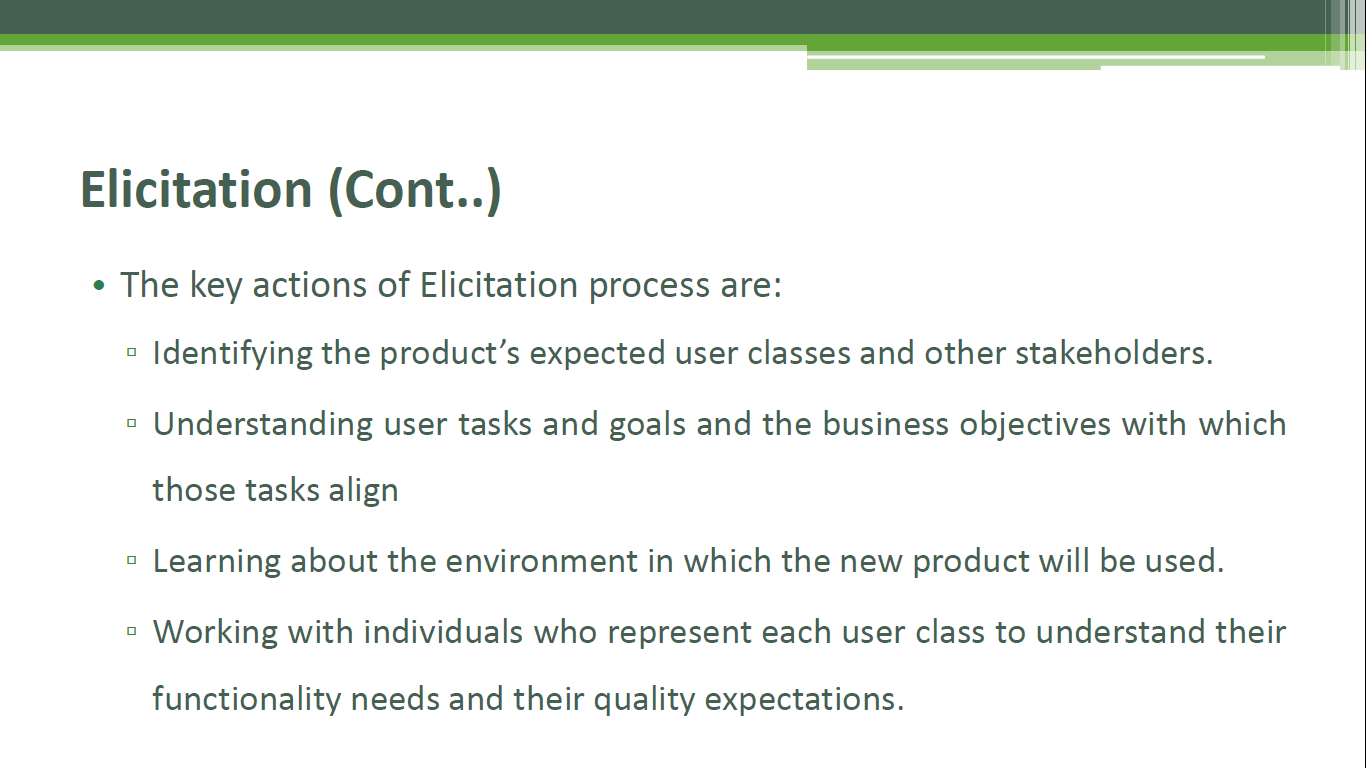 Elicitation (Cont..)
• The key actions of Elicitation process are:
▫ Identifying the product’s expected user classes and other stakeholders.
▫ Understanding user tasks and goals and the business objectives with which
those tasks align
▫ Learning about the environment in which the new product will be used.
▫ Working with individuals who represent each user class to understand their
functionality needs and their quality expectations.